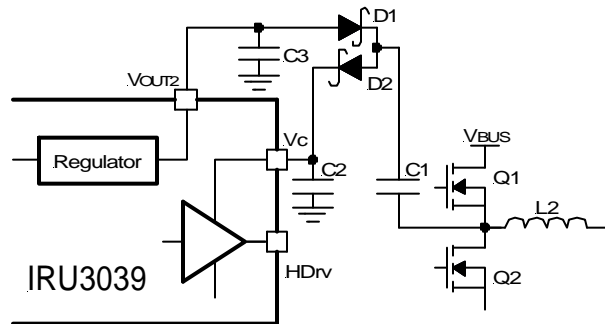 D1
C3
D2
VOUT2
VBUS
Vc
Regulator
C2
C1
Q1
L2
HDrv
IRU3039
Q2